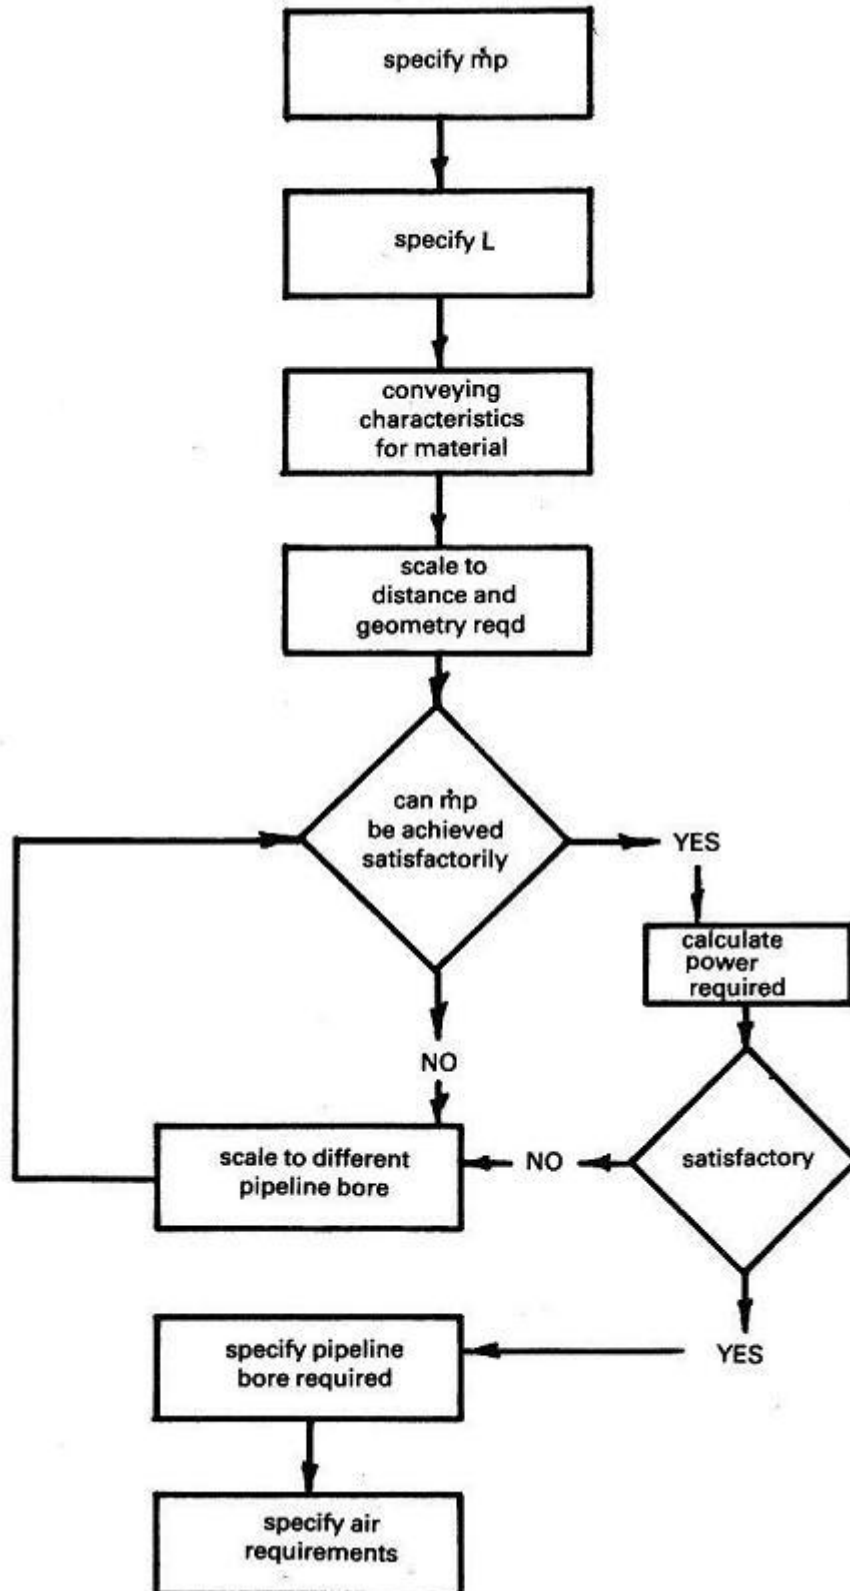 specify ṁp
specify L
conveying
characteristics
for material
scale to
distance and
geometry reqd
can ṁp
be achieved
satisfactorily
YES
calculate
power
required
NO
scale to different
pipeline bore
NO
satisfactory
YES
specify pipeline
bore required
specify air
requirements